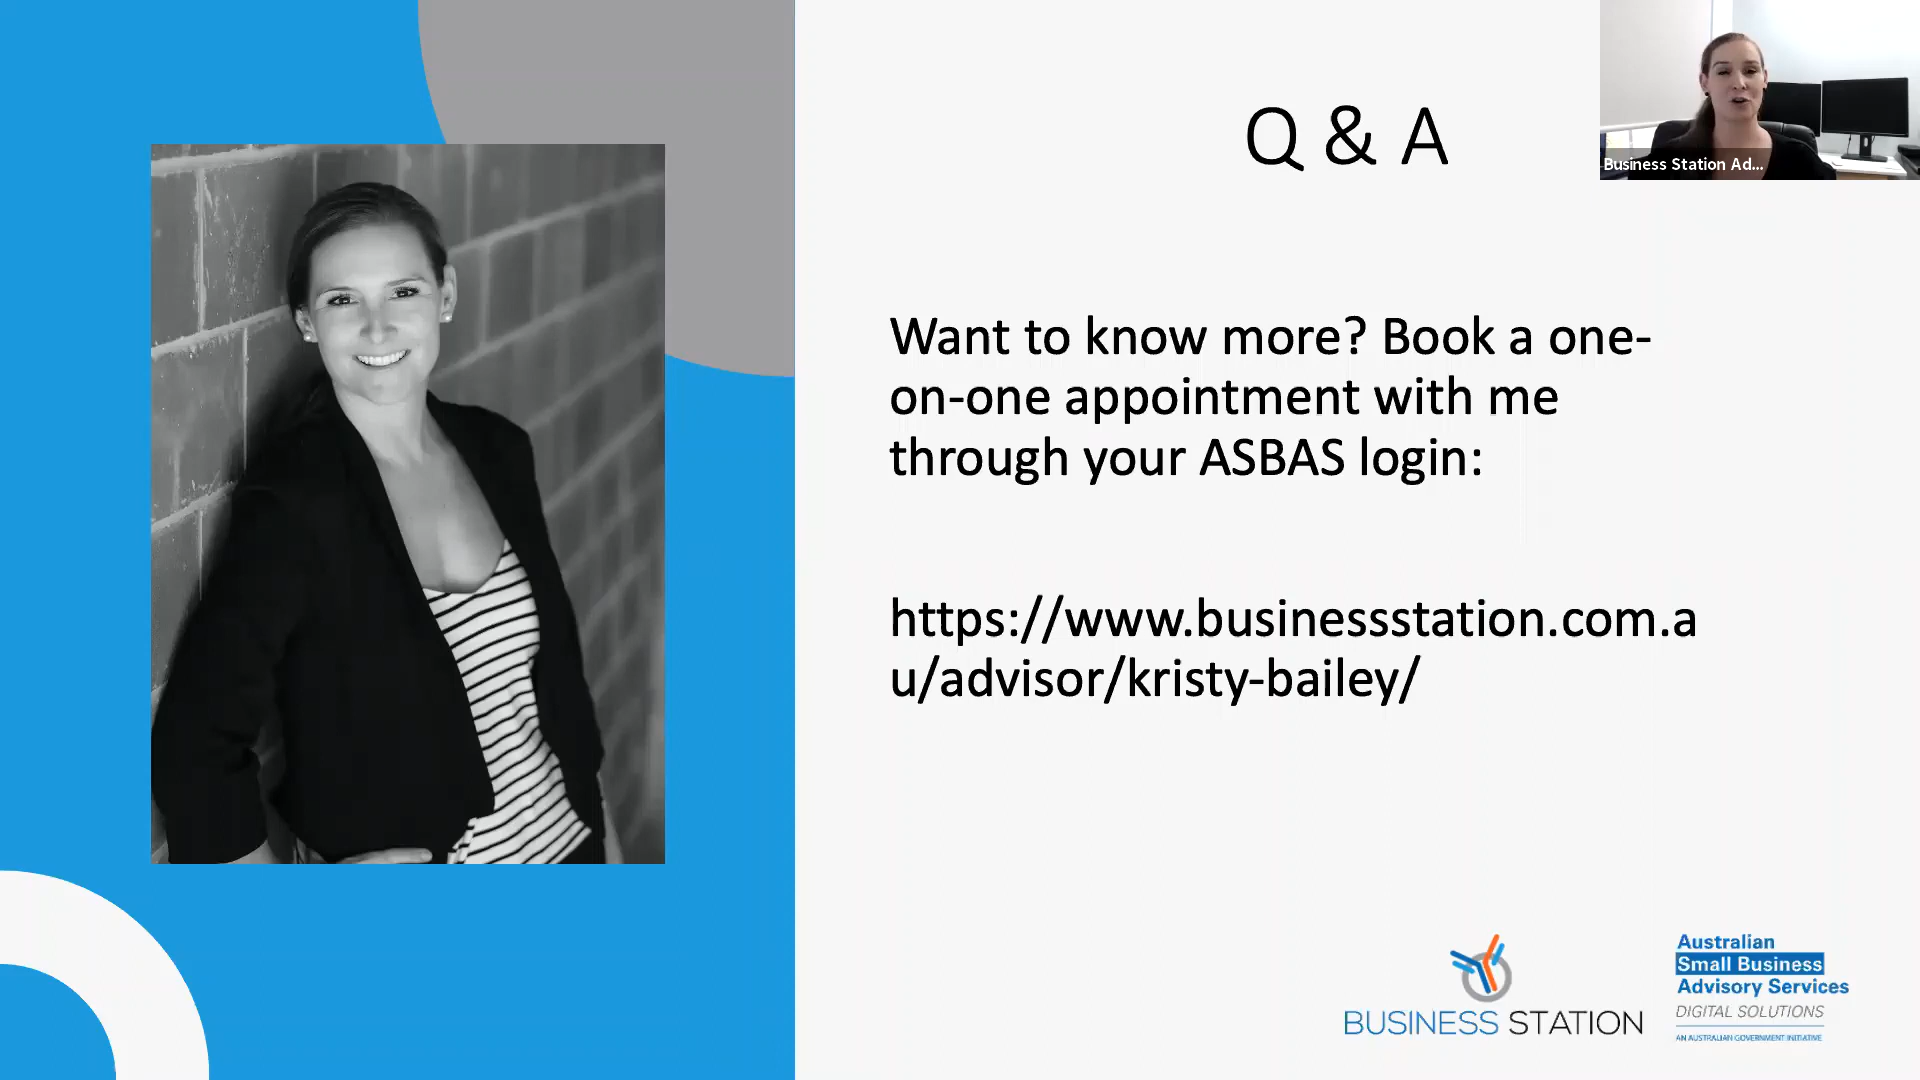 Q & A
Business Station Ad...
Want to know more? Book a one-
on-one appointment with me
through your ASBAS login:
https://www.businessstation.com.a
u/advisor/kristy-bailey/
BUSINESS STATION
Australian
Small Business
Advisory Services
DIGITAL SOLUTIONS
AN AUSTRALIAN GOVERNMENT INITIATIVE